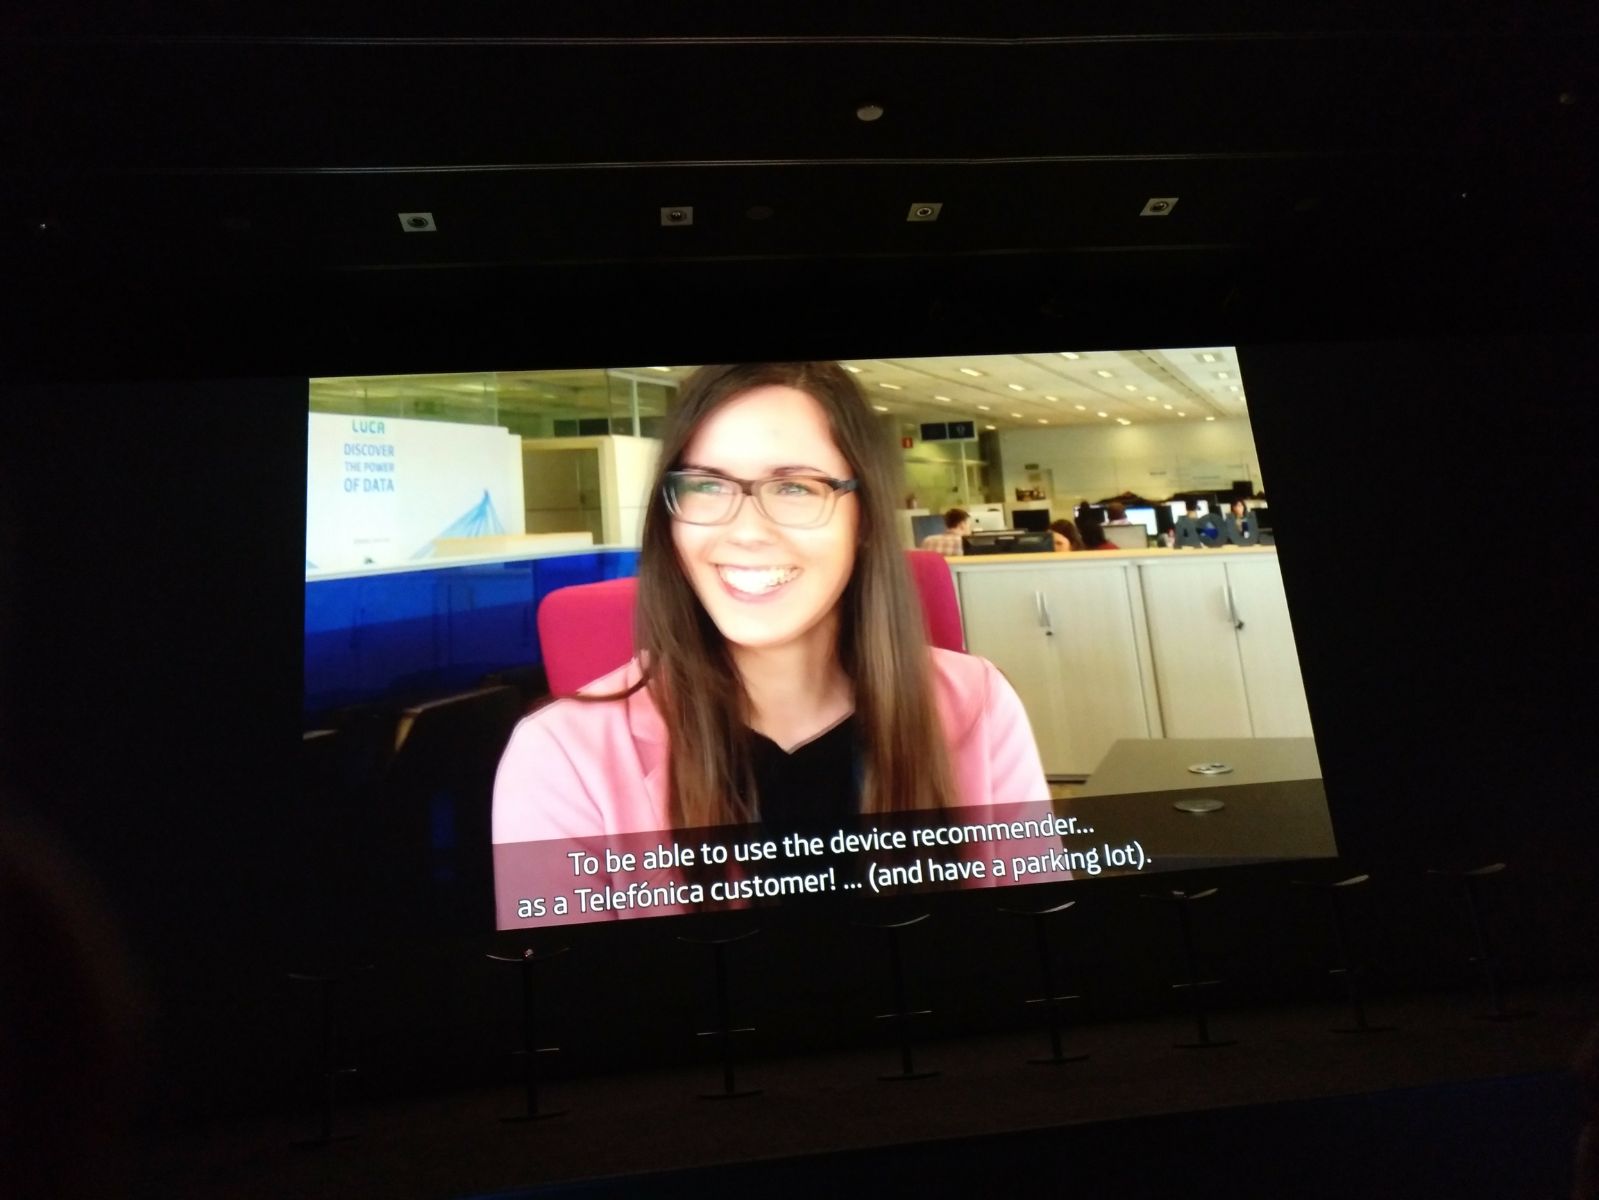 LUCA
DISCOVER
THE POWER
OF DATA
To be able to use the device recommender...
as a Telefónica customer! ... (and have a parking lot).